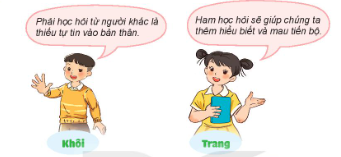 Phải học hỏi từ người khác là
thiếu tự tin vào bản thân.
Ham học hỏi sẽ giúp chúng ta
thêm hiểu biết và mau tiến bộ.
Khôi
Trang